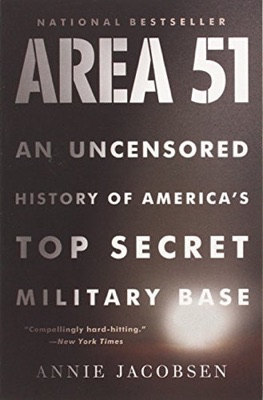 NATIONAL BESTSELLER
AREA 51
AN UNCENSORED
HISTORY OF AMERICA'S
TOP SECRET
MILITARY BASE
"Compellingly hard-hitting."
—New York Times
ANNIE JACOBSEN